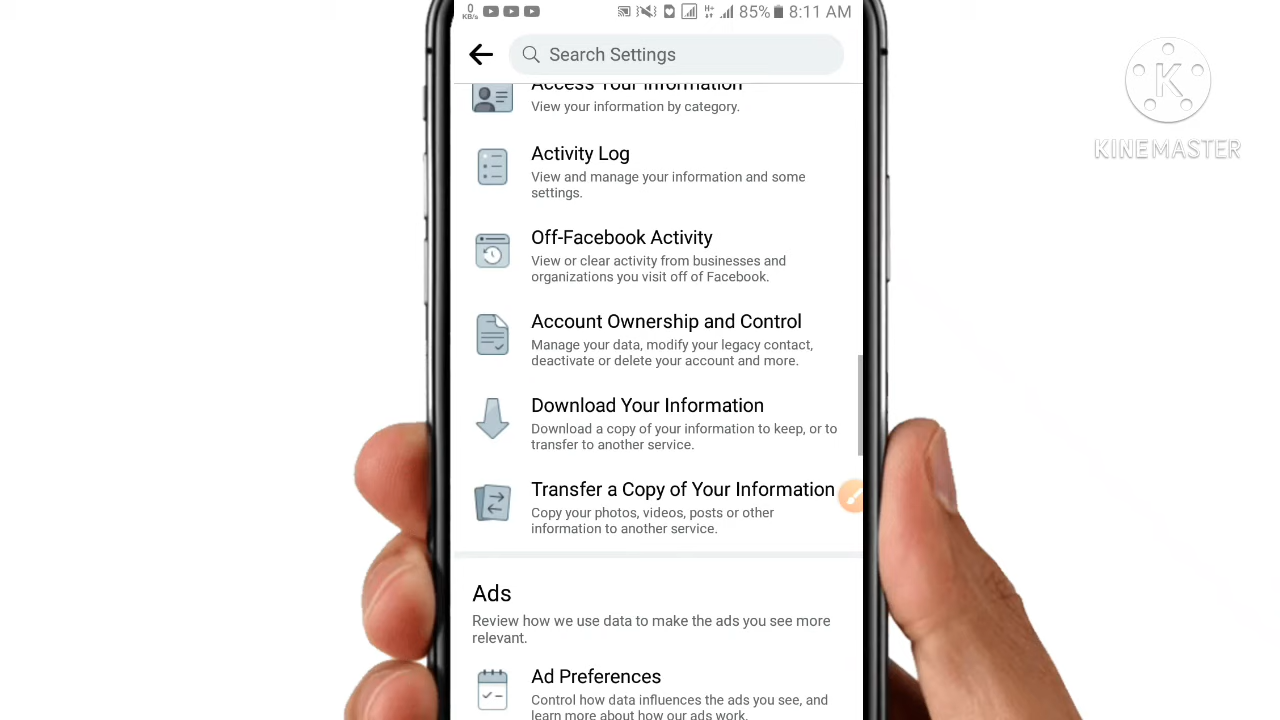 0
KB/s
85% 8:11 AM
Search Settings
Access Your Information
View your information by category.
Activity Log
View and manage your information and some
settings.
Off-Facebook Activity
View or clear activity from businesses and
organizations you visit off of Facebook.
Account Ownership and Control
Manage your data, modify your legacy contact,
deactivate or delete your account and more.
Download Your Information
Download a copy of your information to keep, or to
transfer to another service.
Transfer a Copy of Your Information
Copy your photos, videos, posts or other
information to another service.
Ads
Review how we use data to make the ads you see more
relevant.
Ad Preferences
Control how data influences the ads you see, and
learn more about how our ads work.
K
KINEMASTER